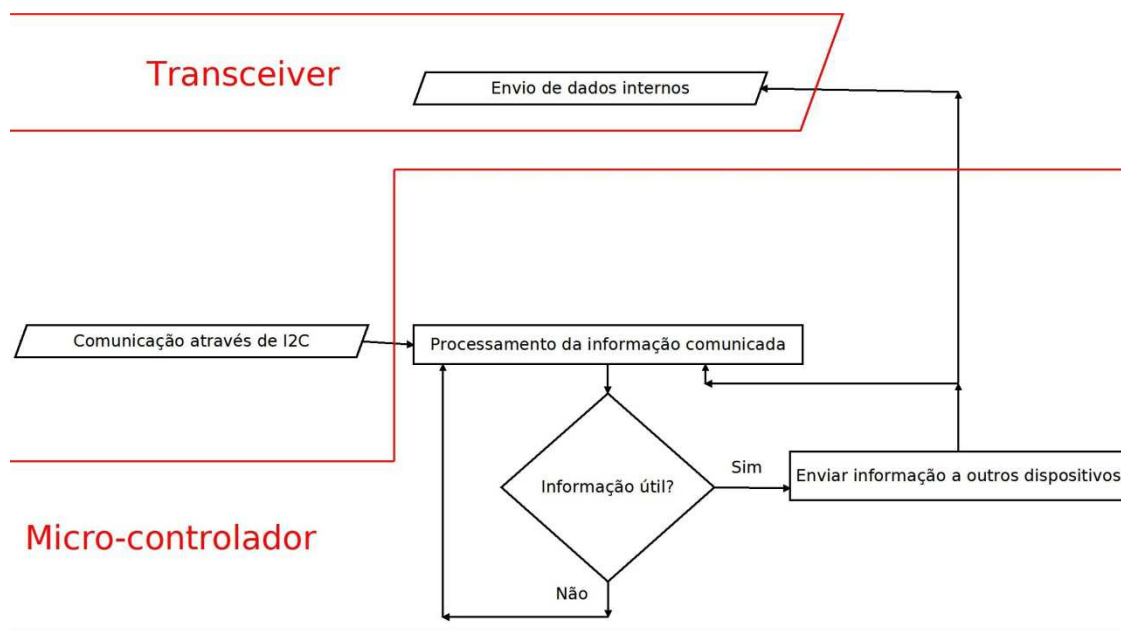 Transceiver
Envio de dados internos
Comunicação através de I2C
Processamento da informação comunicada
Informação útil?
Sim
Enviar informação a outros dispositivos
Não
Micro-controlador